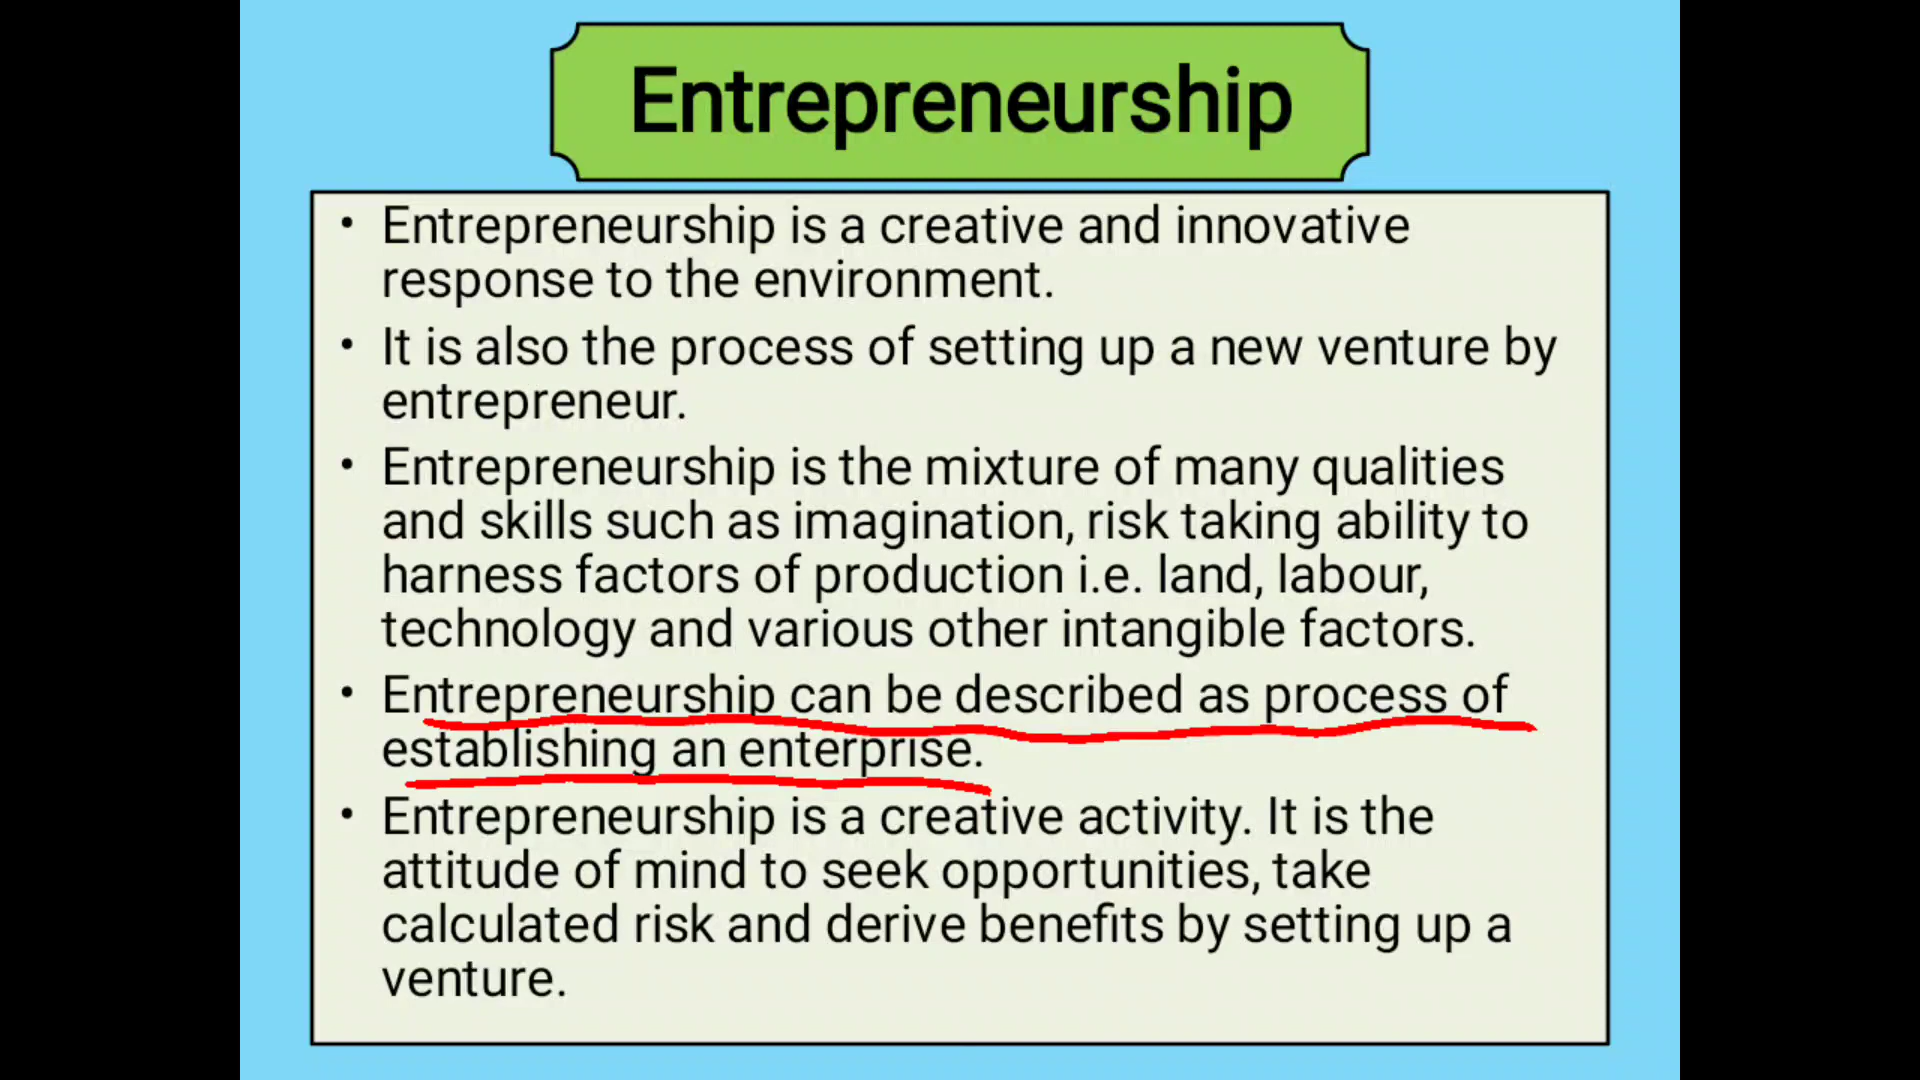 Entrepreneurship
• Entrepreneurship is a creative and innovative
response to the environment.
• It is also the process of setting up a new venture by
entrepreneur.
• Entrepreneurship is the mixture of many qualities
and skills such as imagination, risk taking ability to
harness factors of production i.e. land, labour,
technology and various other intangible factors.
• Entrepreneurship can be described as process of
establishing an enterprise.
• Entrepreneurship is a creative activity. It is the
attitude of mind to seek opportunities, take
calculated risk and derive benefits by setting up a
venture.